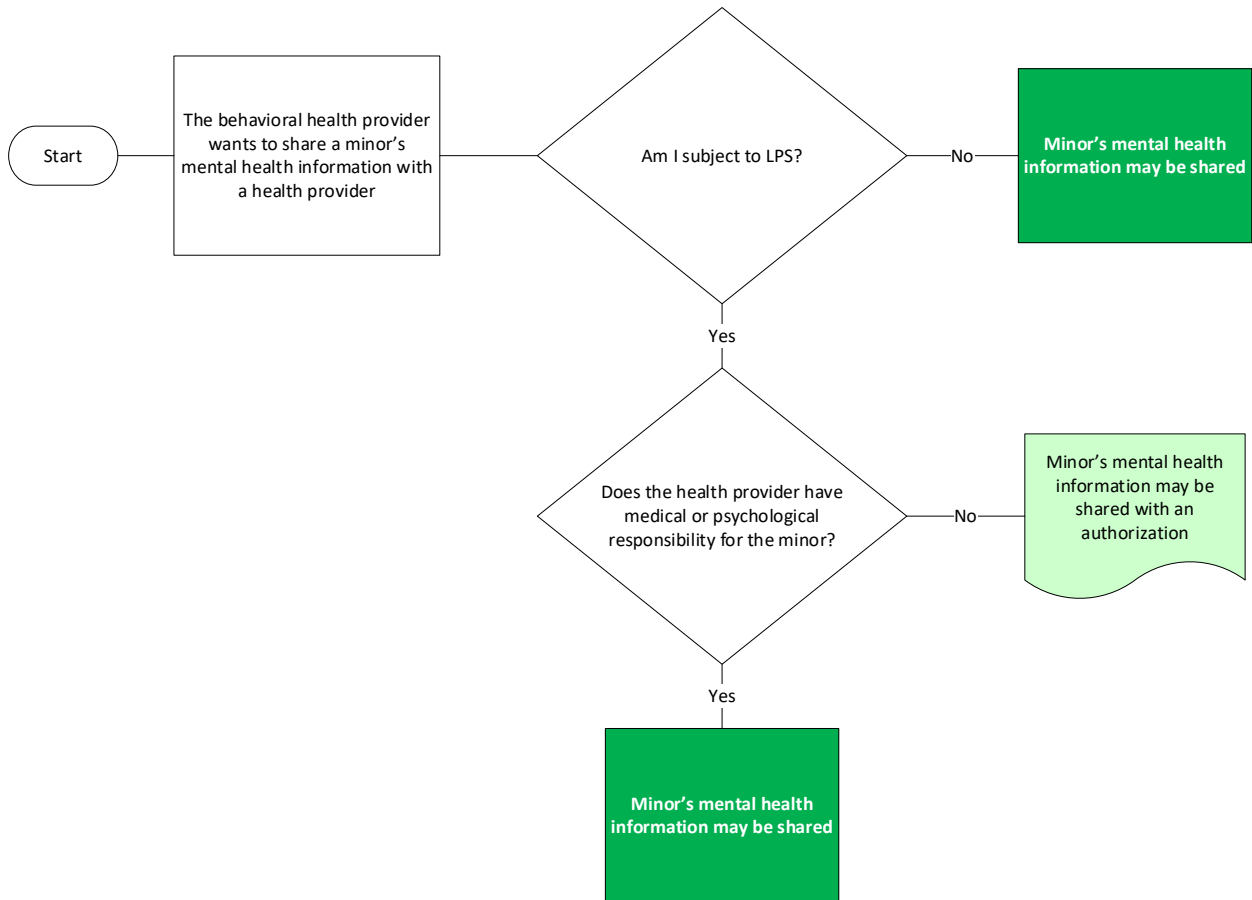 Start
The behavioral health provider
wants to share a minor’s
mental health information with
a health provider
Am I subject to LPS?
No
Minor’s mental health
information may be shared
Yes
Does the health provider have
medical or psychological
responsibility for the minor?
No
Minor’s mental health
information may be
shared with an
authorization
Yes
Minor’s mental health
information may be shared